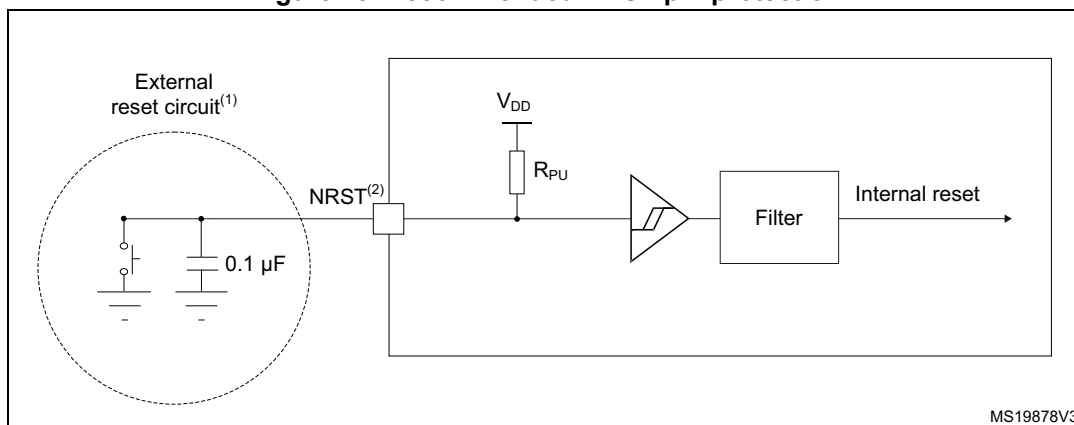 External
reset circuit(1)
VDD
RPU
NRST(2)
0.1 µF
Filter
Internal reset
MS19878V3